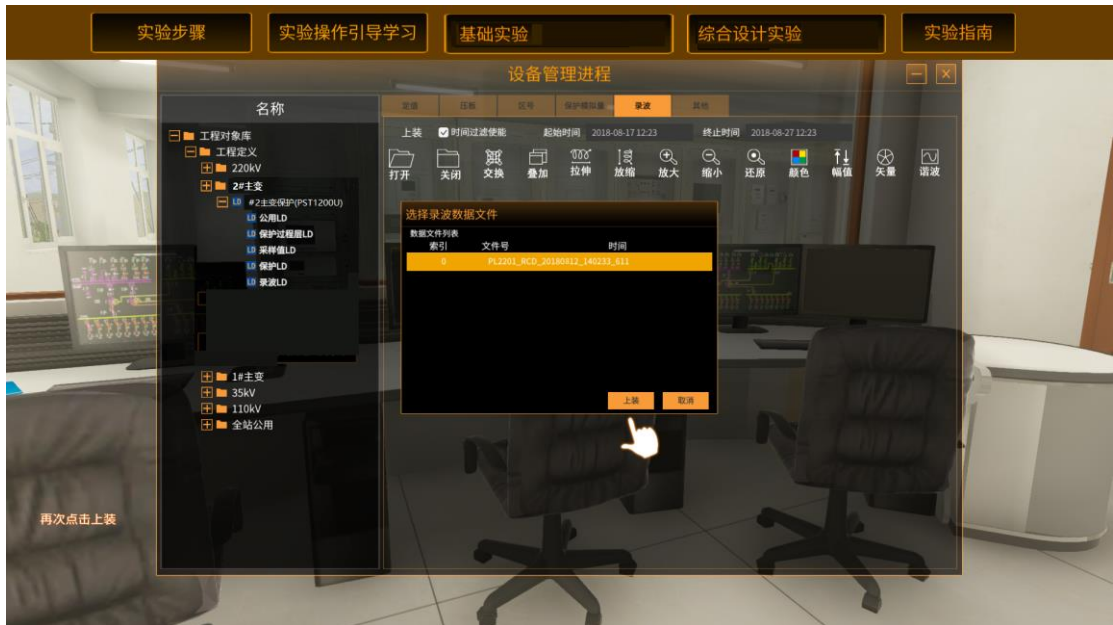 实验步骤 实验操作引导学习 基础实验 综合设计实验 实验指南
设备管理进程
名称
定值 压板 区号 保护模拟量 录波 其他
上装 时间过滤使能 起始时间 2018-08-17 12:23 终止时间 2018-08-27 12:23
打开 关闭 交换 叠加 拉伸 放缩 放大 缩小 还原 颜色 幅值 矢量 谐波
工程对象库
工程定义
220kV
2#主变
LD #2主变保护(PST1200U)
LD 公用LD
LD 保护过程层LD
LD 采样值LD
LD 保护LD
LD 录波LD
1#主变
35kV
110kV
全站公用
选择录波数据文件
数据文件列表
索引 文件号 时间
0 PL2201_RCD_20180812_140233_611
上装 取消
再次点击上装